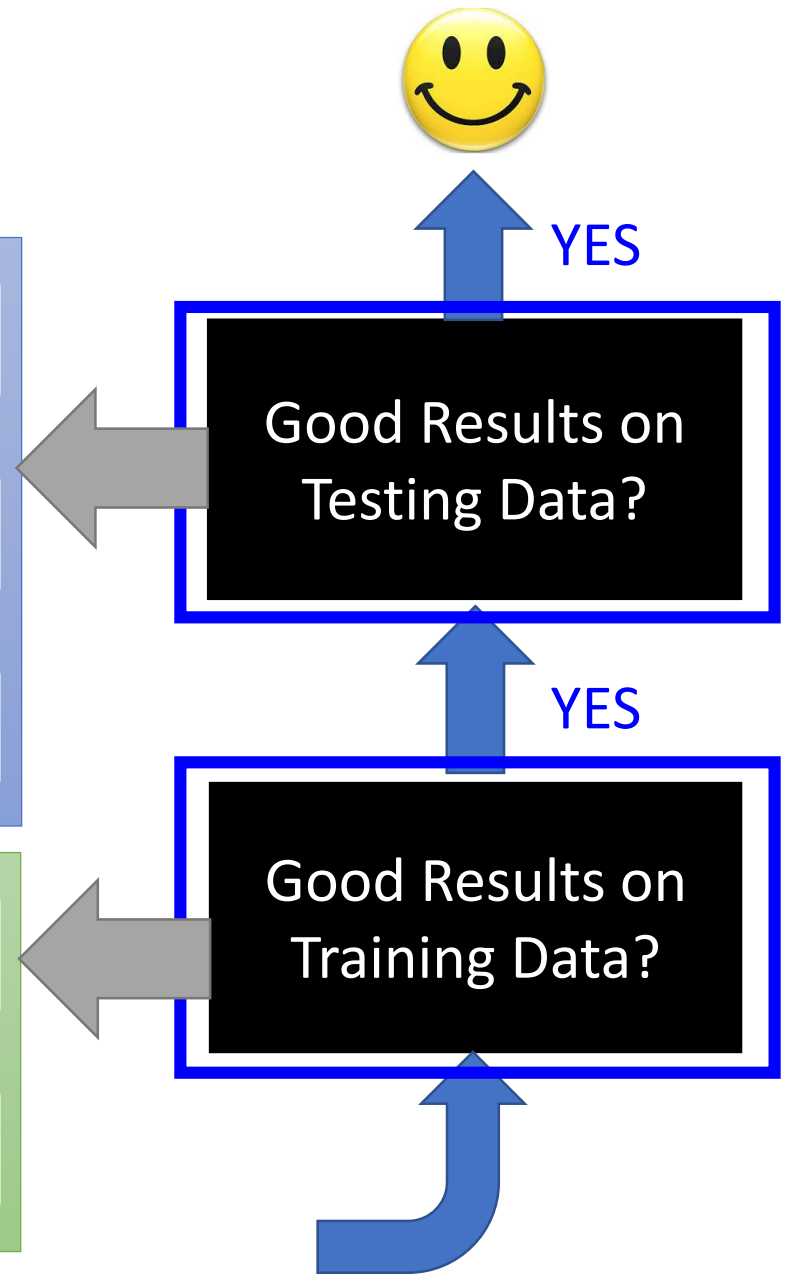 YES
Good Results on
Testing Data?
YES
Good Results on
Training Data?